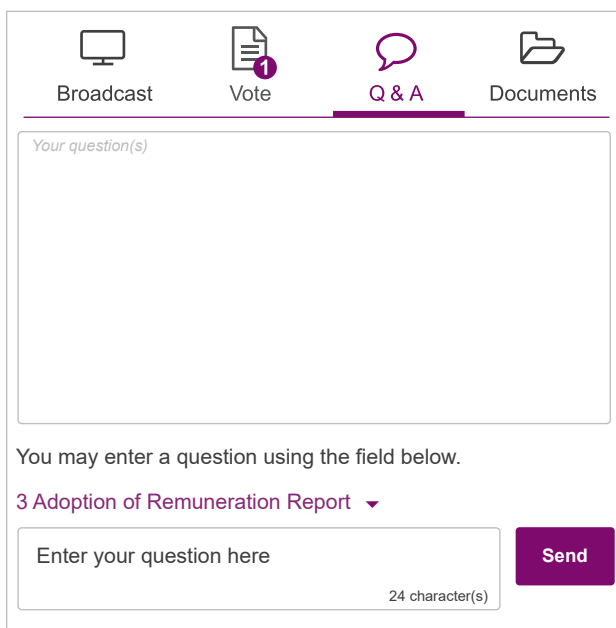 Broadcast
Vote
1
Q & A
Documents
Your question(s)
You may enter a question using the field below.
3 Adoption of Remuneration Report
Enter your question here
Send
24 character(s)